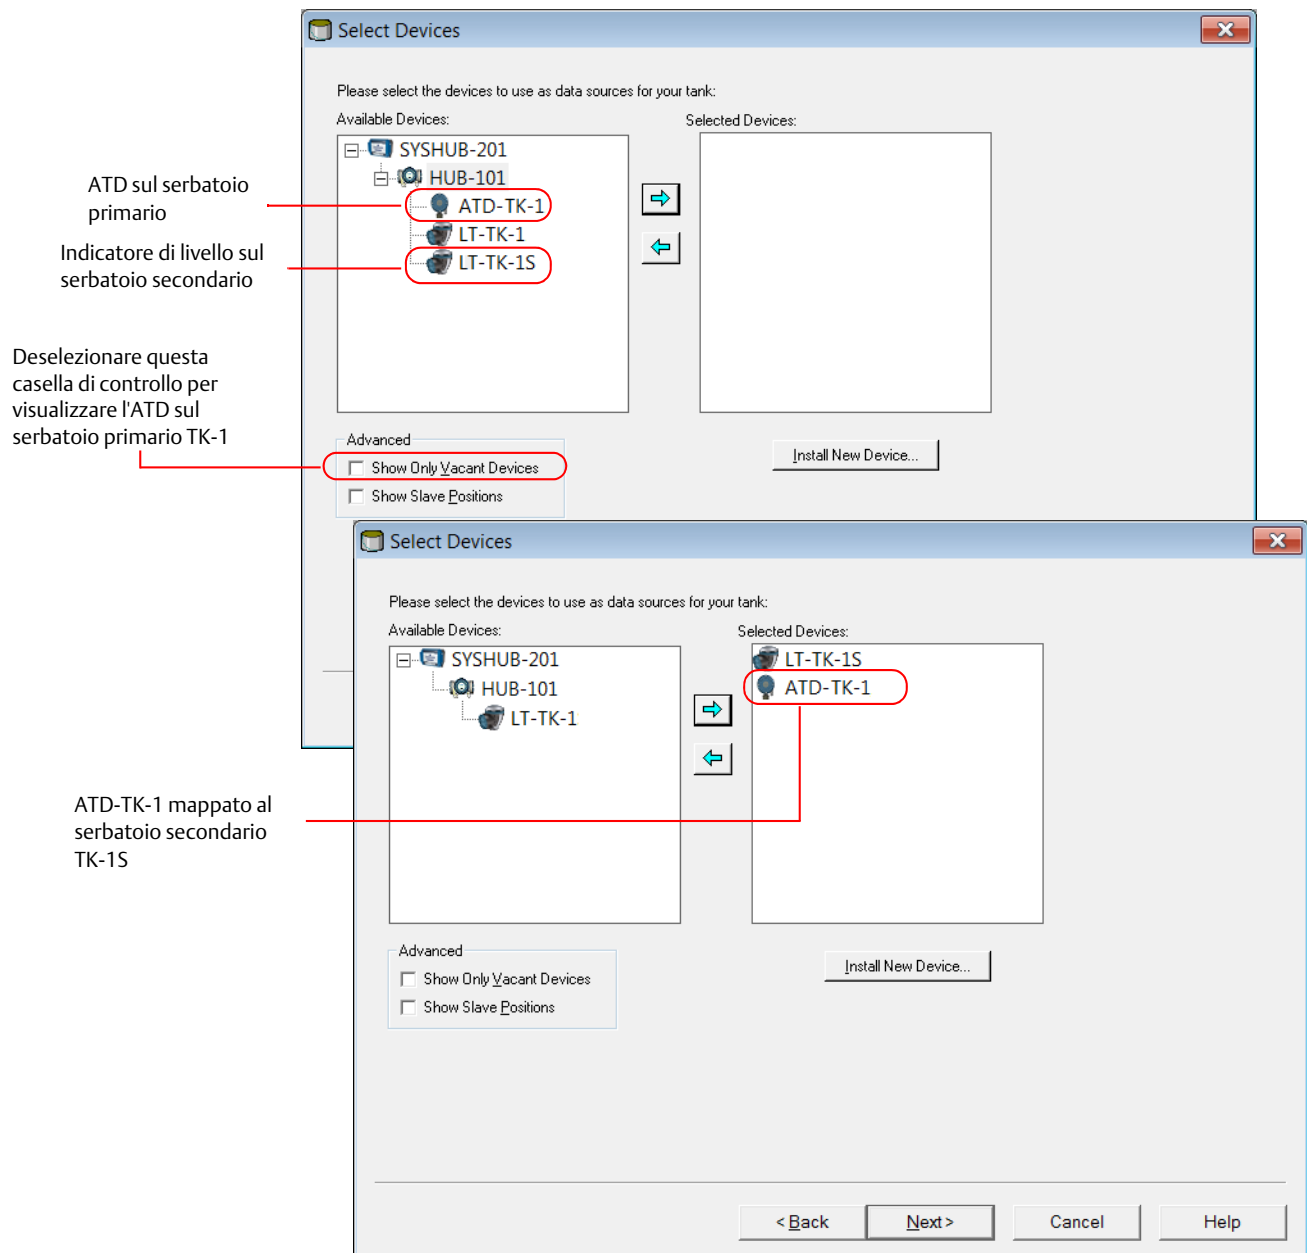 Select Devices
Please select the devices to use as data sources for your tank:
Available Devices:
Selected Devices:
SYSHUB-201
HUB-101
ATD-TK-1
LT-TK-1
LT-TK-1S
ATD sul serbatoio
primario
Indicatore di livello sul
serbatoio secondario
Deselezionare questa
casella di controllo per
visualizzare l'ATD sul
serbatoio primario TK-1
Advanced
Show Only Vacant Devices
Show Slave Positions
Install New Device...
Select Devices
Please select the devices to use as data sources for your tank:
Available Devices:
Selected Devices:
SYSHUB-201
HUB-101
LT-TK-1
LT-TK-1S
ATD-TK-1
ATD-TK-1 mappato al
serbatoio secondario
TK-1S
Advanced
Show Only Vacant Devices
Show Slave Positions
Install New Device...
< Back
Next >
Cancel
Help